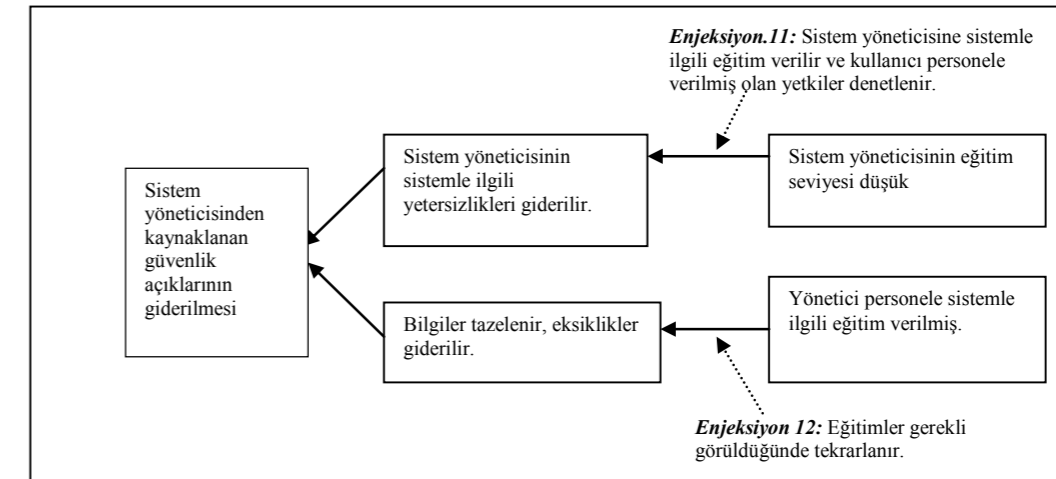 Enjeksiyon.11: Sistem yöneticisine sistemle
ilgili eğitim verilir ve kullanıcı personele
verilmiş olan yetkiler denetlenir.
Sistem
yöneticisinden
kaynaklanan
güvenlik
açıklarının
giderilmesi
Sistem yöneticisinin
sistemle ilgili
yetersizlikleri giderilir.
Sistem yöneticisinin eğitim
seviyesi düşük
Bilgiler tazelenir, eksiklikler
giderilir.
Yönetici personele sistemle
ilgili eğitim verilmiş.
Enjeksiyon 12: Eğitimler gerekli
görüldüğünde tekrarlanır.